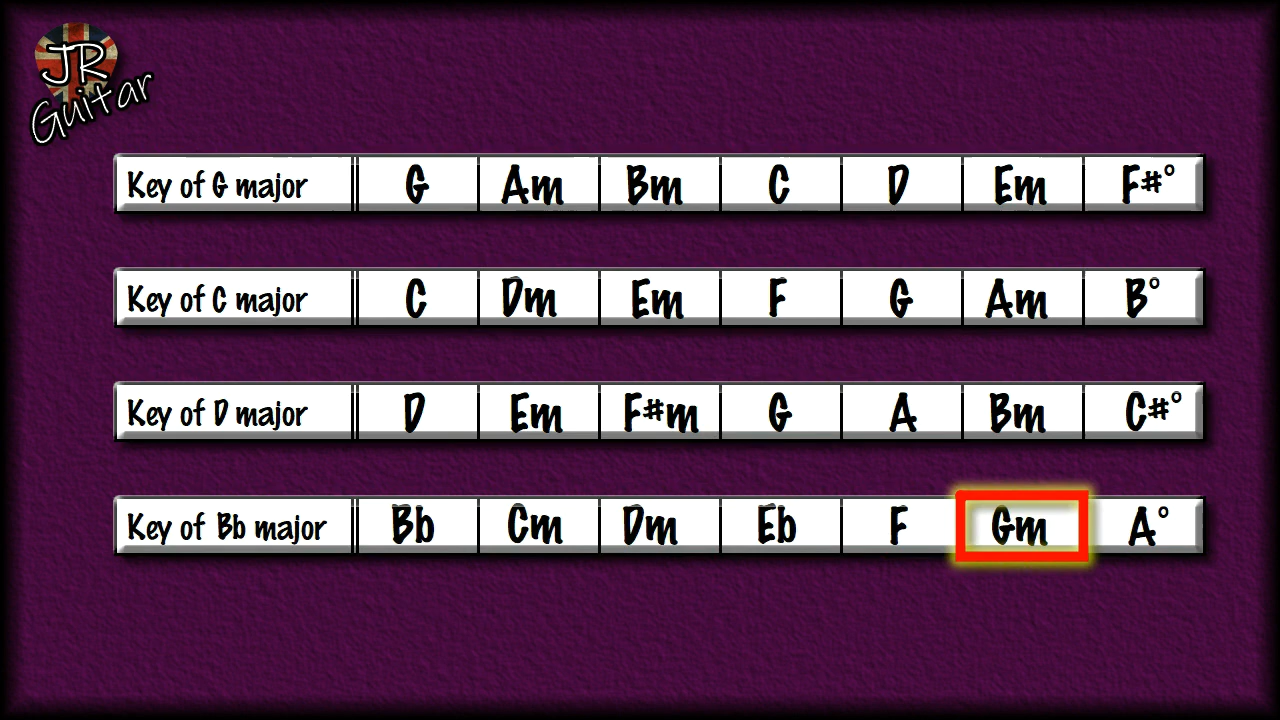 JR
Guitar
Key of G major G Am Bm C D Em F#°
Key of C major C Dm Em F G Am B°
Key of D major D Em F#m G A Bm C#°
Key of Bb major Bb Cm Dm Eb F Gm A°